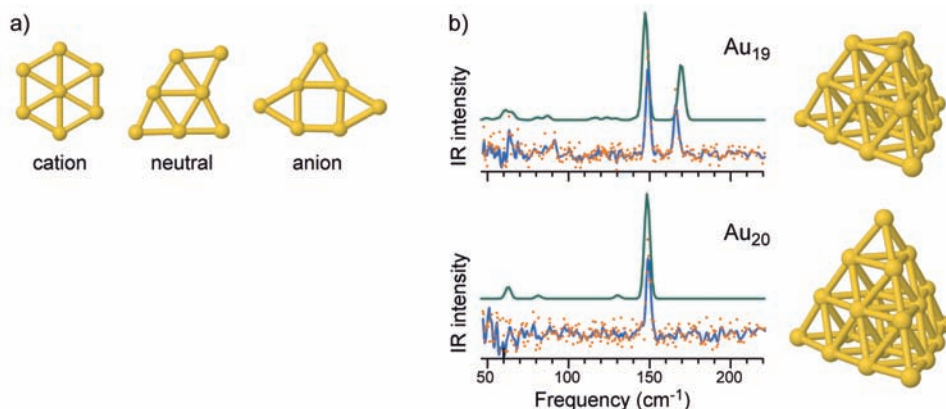 a)
cation neutral anion
b)
IR intensity
Au₁₉
IR intensity
Au₂₀
50 100 150 200
Frequency (cm⁻¹)